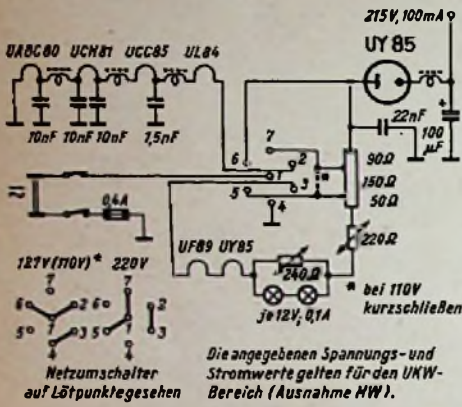 215V, 100mA
UABC80 UCH81 UCC85 UL84
UY 85
10nF 10nF 10nF 1,5nF
22nF
+
100
µF
7
6 2
1
3
5
4
*
90Ω
150Ω
50Ω
0,4A
220Ω
UF89 UY85
240Ω
je 12V, 0,1A
* bei 110V
kurzschließen
127V (110V)* 220V
7 7
6 2 6 2
5 1 3 5 1 3
4 4
Netzumschalter
auf Lötpunkte gesehen
Die angegebenen Spannungs- und
Stromwerte gelten für den UKW-
Bereich (Ausnahme MW).